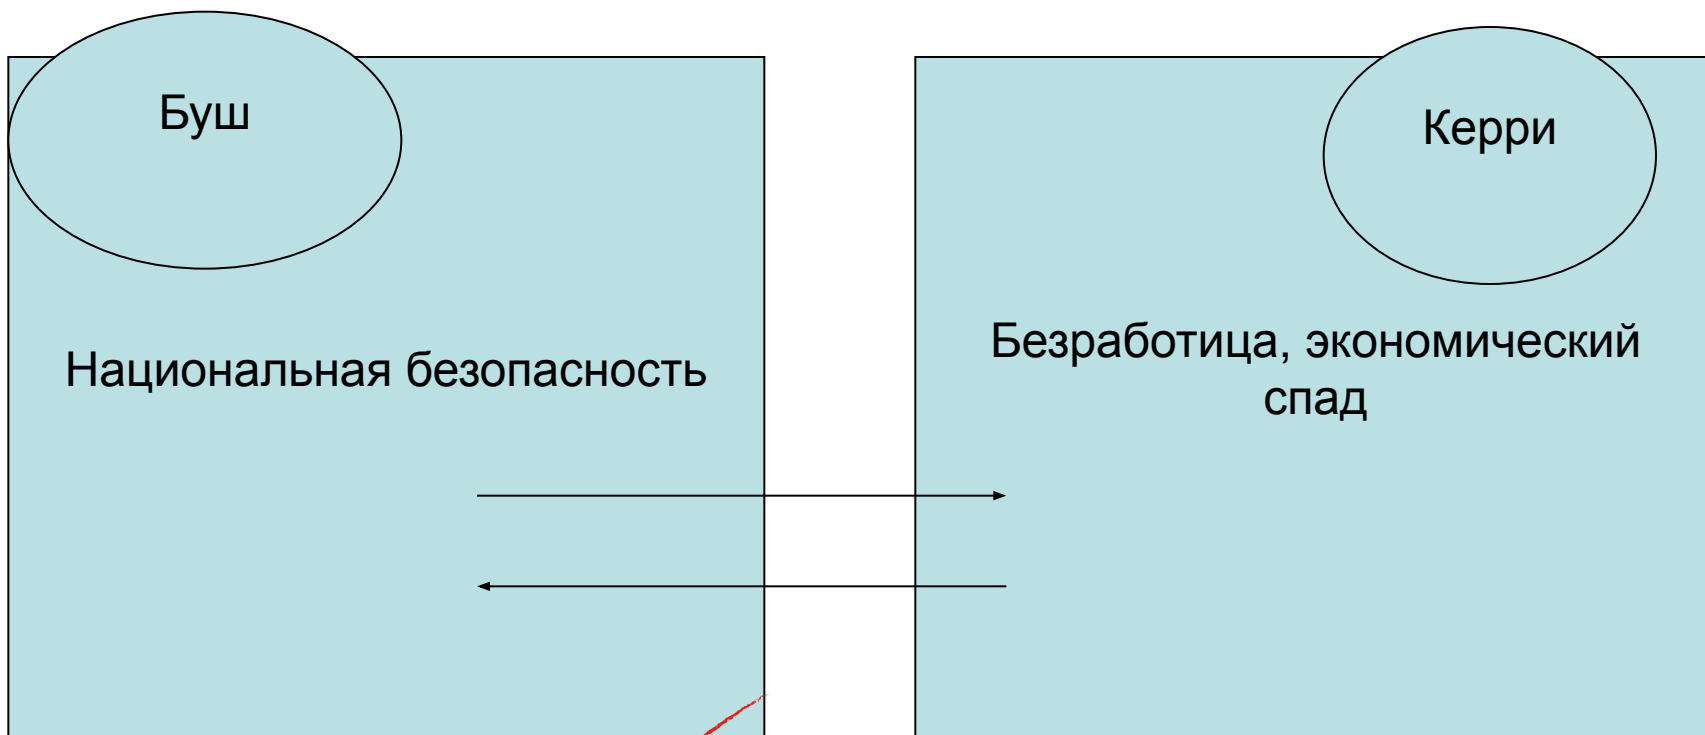 Буш
Национальная безопасность
Керри
Безработица, экономический
спад